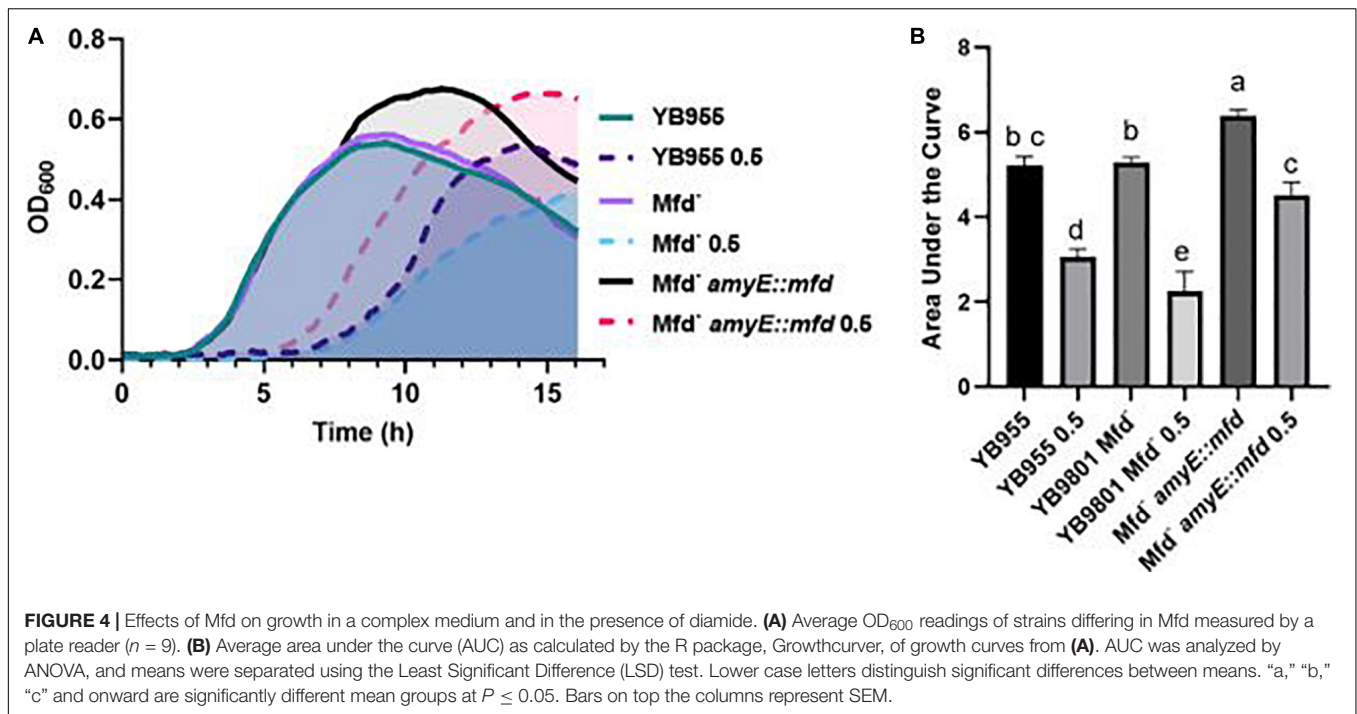 A
0.8
0.6
0.4
0.2
0.0
OD600
0
5
10
15
Time (h)
YB955
YB955 0.5
Mfd-
Mfd- 0.5
Mfd- amyE::mfd
Mfd- amyE::mfd 0.5
B
8
6
4
2
0
Area Under the Curve
b c
d
b
e
a
c
YB955
YB955 0.5
YB9801 Mfd-
YB9801 Mfd- 0.5
Mfd- amyE::mfd
Mfd- amyE::mfd 0.5
FIGURE 4 | Effects of Mfd on growth in a complex medium and in the presence of diamide. (A) Average OD600 readings of strains differing in Mfd measured by a
plate reader (n = 9). (B) Average area under the curve (AUC) as calculated by the R package, Growthcurver, of growth curves from (A). AUC was analyzed by
ANOVA, and means were separated using the Least Significant Difference (LSD) test. Lower case letters distinguish significant differences between means. “a,” “b,”
“c” and onward are significantly different mean groups at P ≤ 0.05. Bars on top the columns represent SEM.